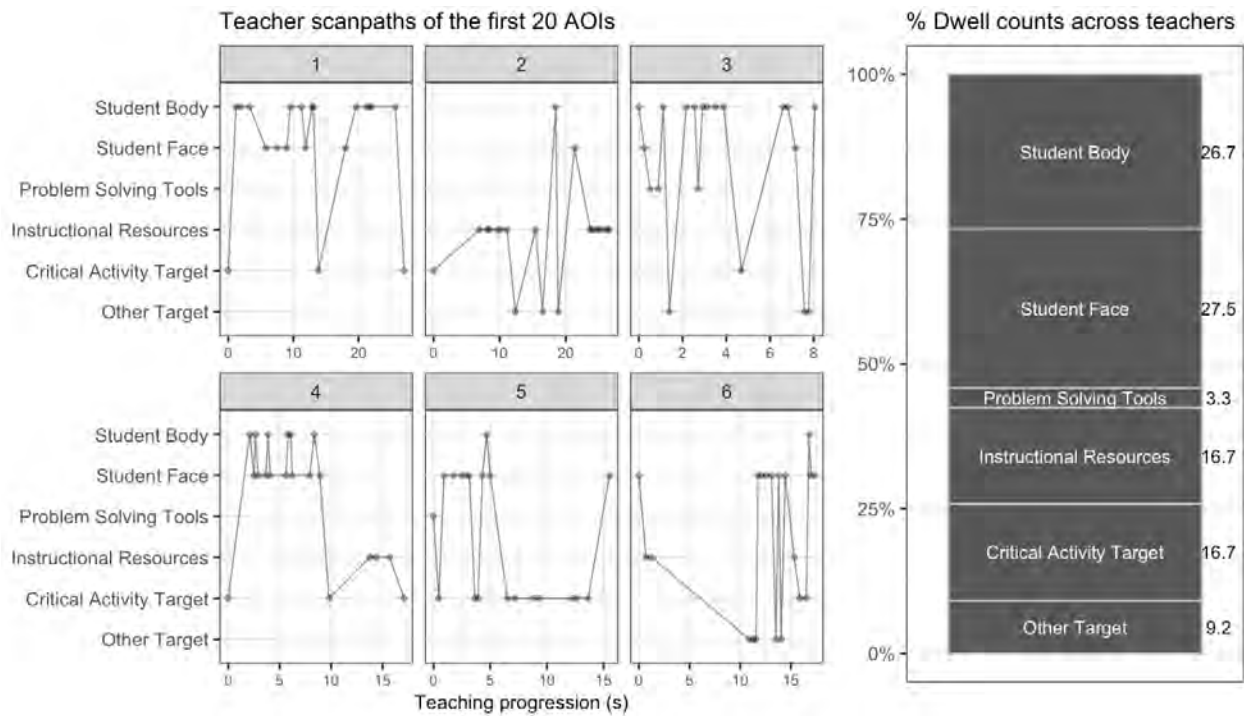 Teacher scanpaths of the first 20 AOIs
% Dwell counts across teachers
1
2
3
Student Body
Student Face
Problem Solving Tools
Instructional Resources
Critical Activity Target
Other Target
0 10 20
0 10 20
0 2 4 6 8
4
5
6
Student Body
Student Face
Problem Solving Tools
Instructional Resources
Critical Activity Target
Other Target
0 5 10 15
0 5 10 15
0 5 10 15
Teaching progression (s)
100%
75%
50%
25%
0%
Student Body 26.7
Student Face 27.5
Problem Solving Tools 3.3
Instructional Resources 16.7
Critical Activity Target 16.7
Other Target 9.2